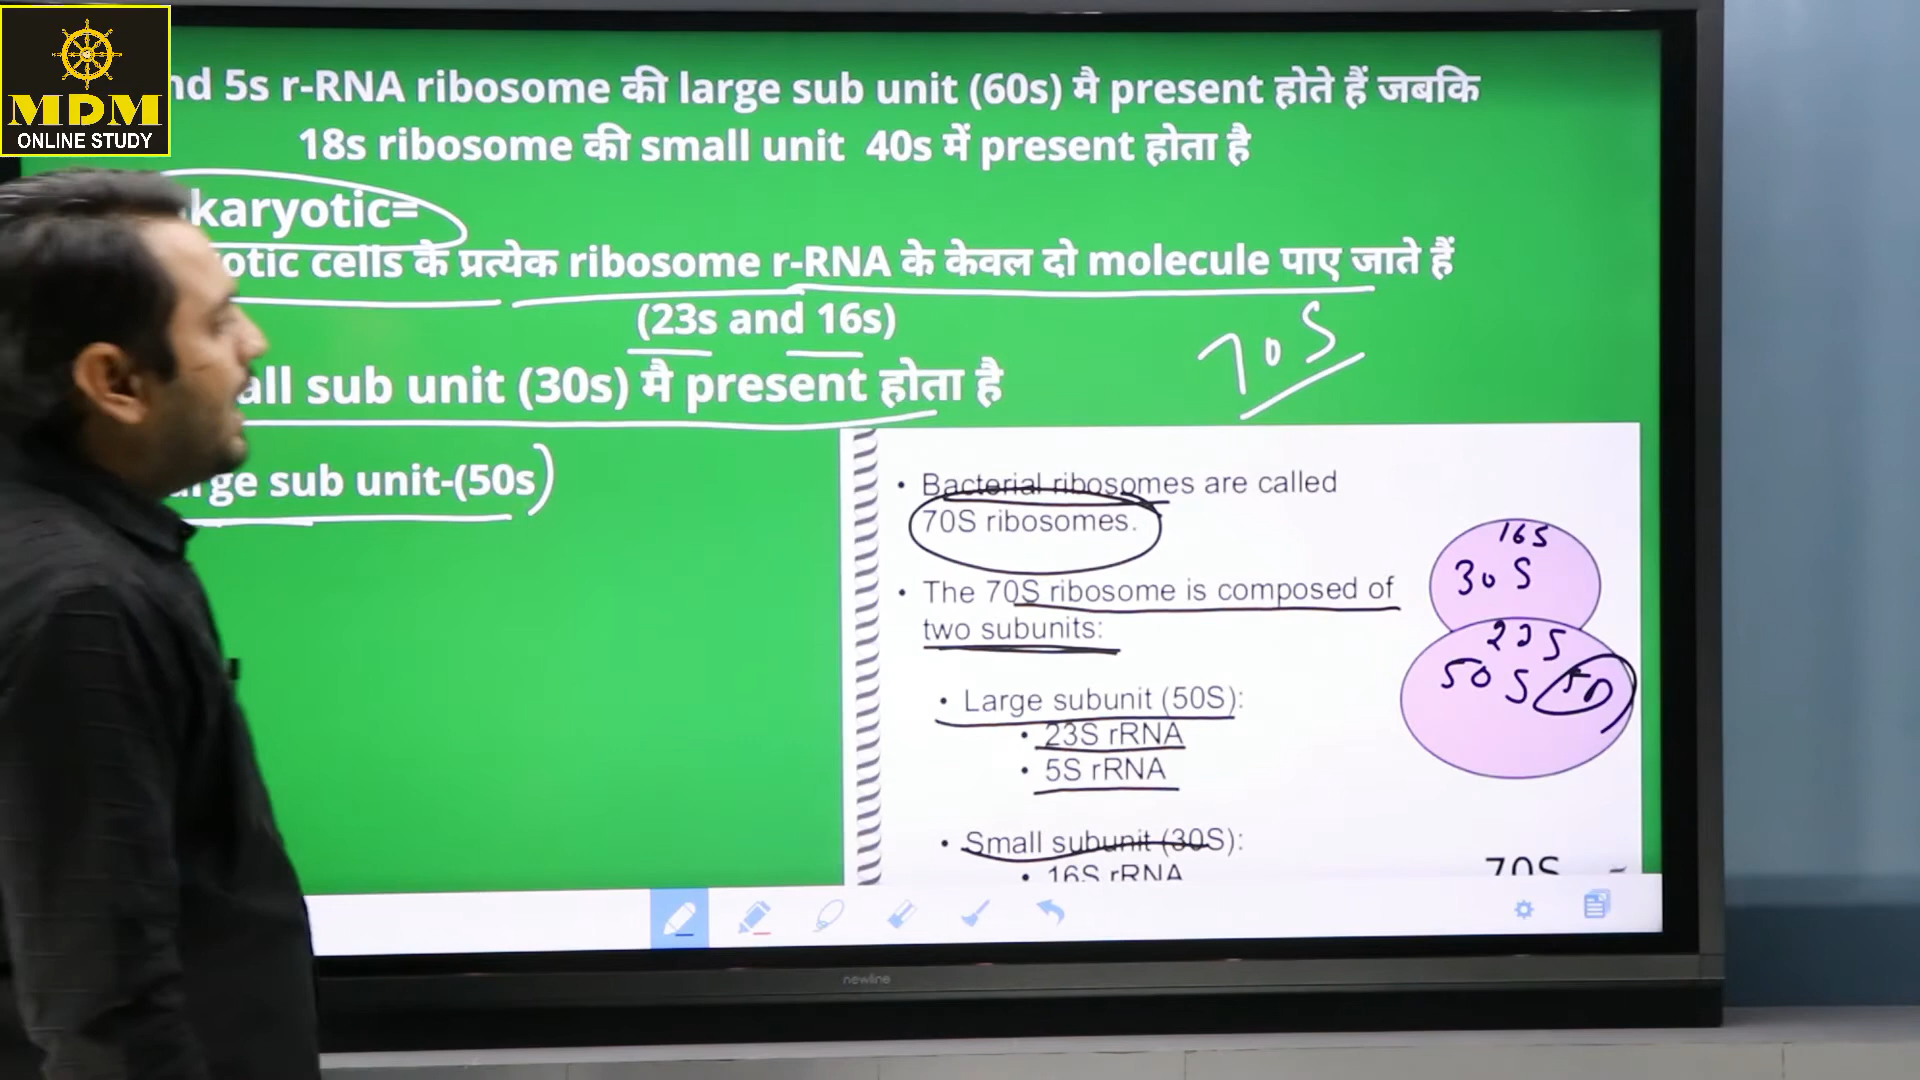 MDM
ONLINE STUDY
nd 5s r-RNA ribosome की large sub unit (60s) मै present होते हैं जबकि
18s ribosome की small unit 40s में present होता है
karyotic=
otic cells के प्रत्येक ribosome r-RNA के केवल दो molecule पाए जाते हैं
(23s and 16s)
70S
all sub unit (30s) मै present होता है
rge sub unit-(50s)
• Bacterial ribosomes are called
70S ribosomes.
• The 70S ribosome is composed of
two subunits:
• Large subunit (50S):
• 23S rRNA
• 5S rRNA
• Small subunit (30S):
• 16S rRNA
16S
30S
23S
50S
70S
newline